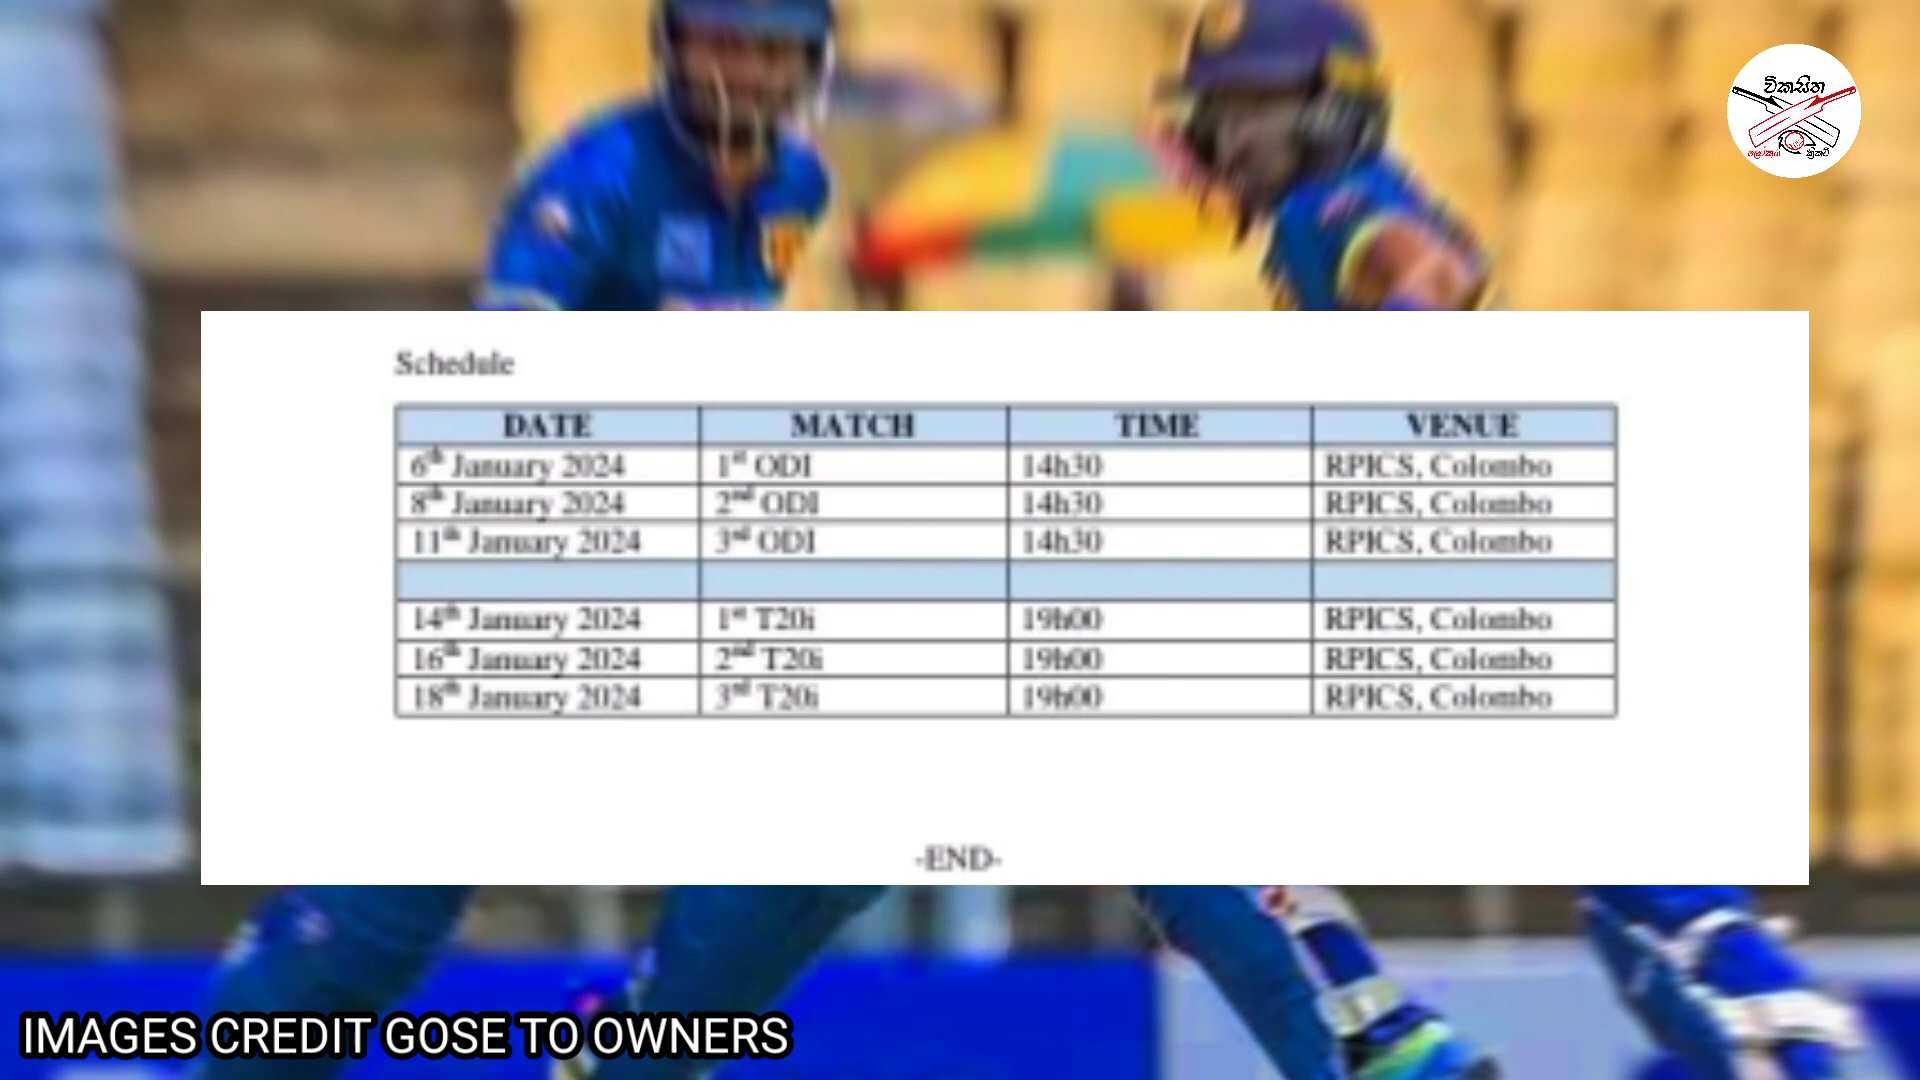 විකසිත
ක්‍රිකට්
Schedule
DATE MATCH TIME VENUE
6th January 2024 1st ODI 14h30 RPICS, Colombo
8th January 2024 2nd ODI 14h30 RPICS, Colombo
11th January 2024 3rd ODI 14h30 RPICS, Colombo
14th January 2024 1st T20i 19h00 RPICS, Colombo
16th January 2024 2nd T20i 19h00 RPICS, Colombo
18th January 2024 3rd T20i 19h00 RPICS, Colombo
-END-
IMAGES CREDIT GOSE TO OWNERS